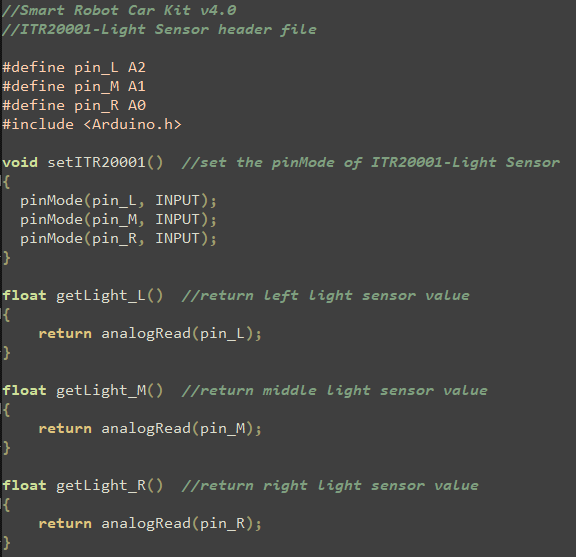 //Smart Robot Car Kit v4.0
//ITR20001-Light Sensor header file
#define pin_L A2
#define pin_M A1
#define pin_R A0
#include <Arduino.h>
void setITR20001()  //set the pinMode of ITR20001-Light Sensor
{
  pinMode(pin_L, INPUT);
  pinMode(pin_M, INPUT);
  pinMode(pin_R, INPUT);
}
float getLight_L()  //return left light sensor value
{
    return analogRead(pin_L);
}
float getLight_M()  //return middle light sensor value
{
    return analogRead(pin_M);
}
float getLight_R()  //return right light sensor value
{
    return analogRead(pin_R);
}